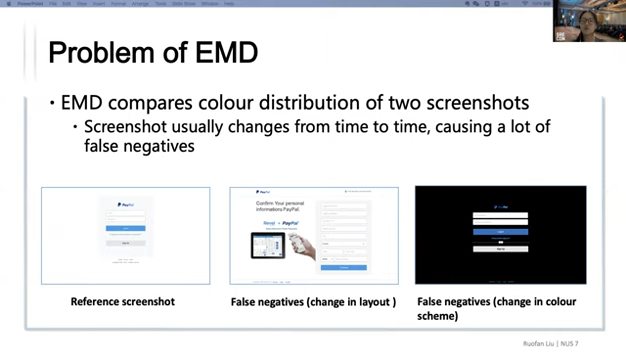 PowerPoint File Edit View Insert Format Arrange Tools Slide Show Window Help
Problem of EMD
• EMD compares colour distribution of two screenshots
• Screenshot usually changes from time to time, causing a lot of
false negatives
PayPal
PayPal
Confirm Your personal
informations PayPal.
PayPal
PayPal
Reference screenshot
False negatives (change in layout )
False negatives (change in colour
scheme)
Ruofan Liu | NUS 7